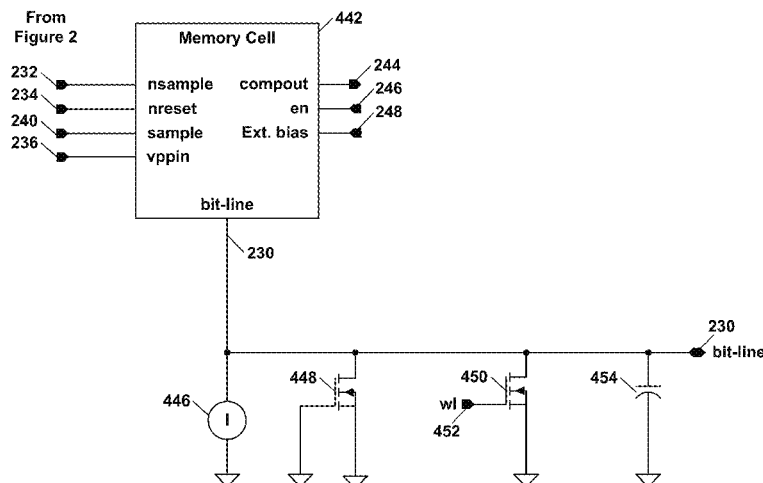 From
Figure 2
442
Memory Cell
232
nsample
compout
244
234
nreset
en
246
240
sample
Ext. bias
248
236
vppin
bit-line
230
230
bit-line
448
450
454
446
I
wl
452